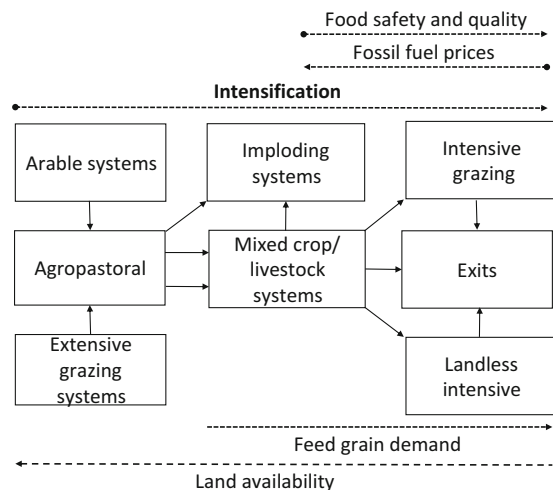 Food safety and quality
Fossil fuel prices
Intensification
Arable systems
Imploding
systems
Intensive
grazing
Agropastoral
Mixed crop/
livestock
systems
Exits
Extensive
grazing systems
Landless
intensive
Feed grain demand
Land availability